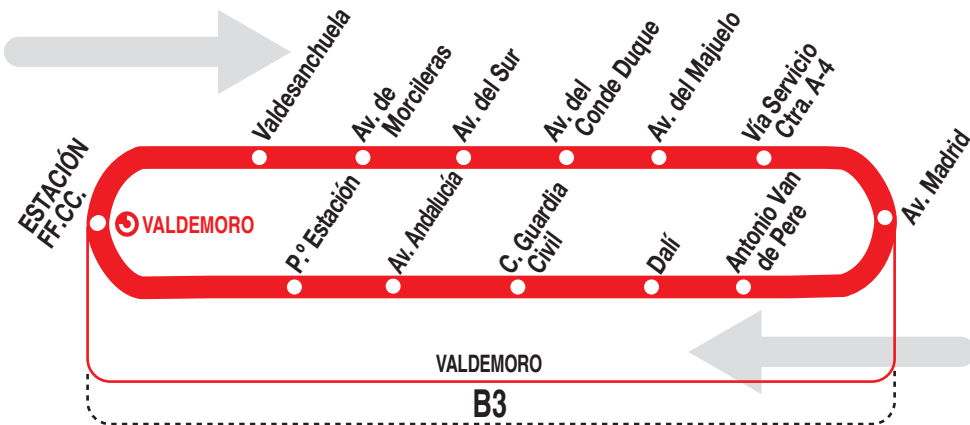 Valdesanchuela
Av. de
Morcileras
Av. del Sur
Av. del
Conde Duque
Av. del Majuelo
Vía Servicio
Ctra. A-4
ESTACIÓN
FF.CC.
VALDEMORO
Av. Madrid
P.º Estación
Av. Andalucía
C. Guardia
Civil
Dalí
Antonio Van
de Pere
VALDEMORO
B3